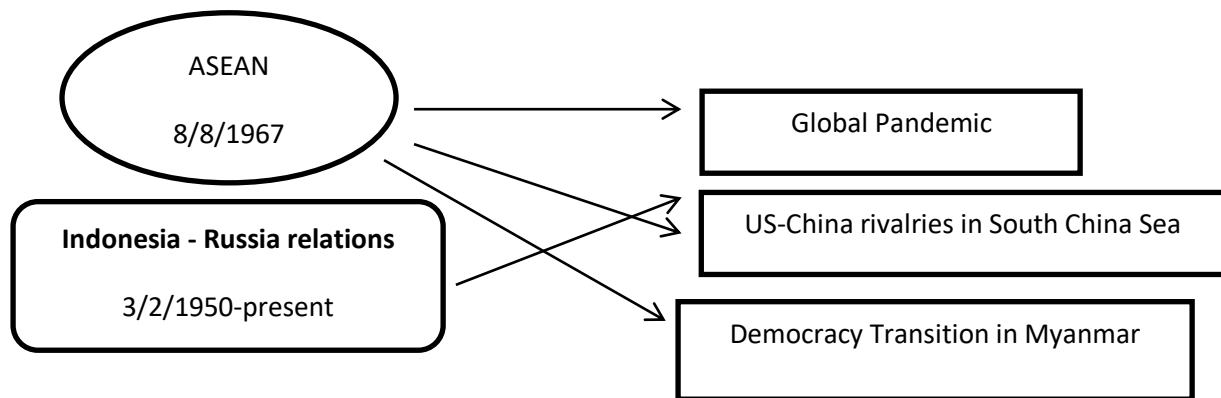 ASEAN
8/8/1967
Indonesia - Russia relations
3/2/1950-present
Global Pandemic
US-China rivalries in South China Sea
Democracy Transition in Myanmar